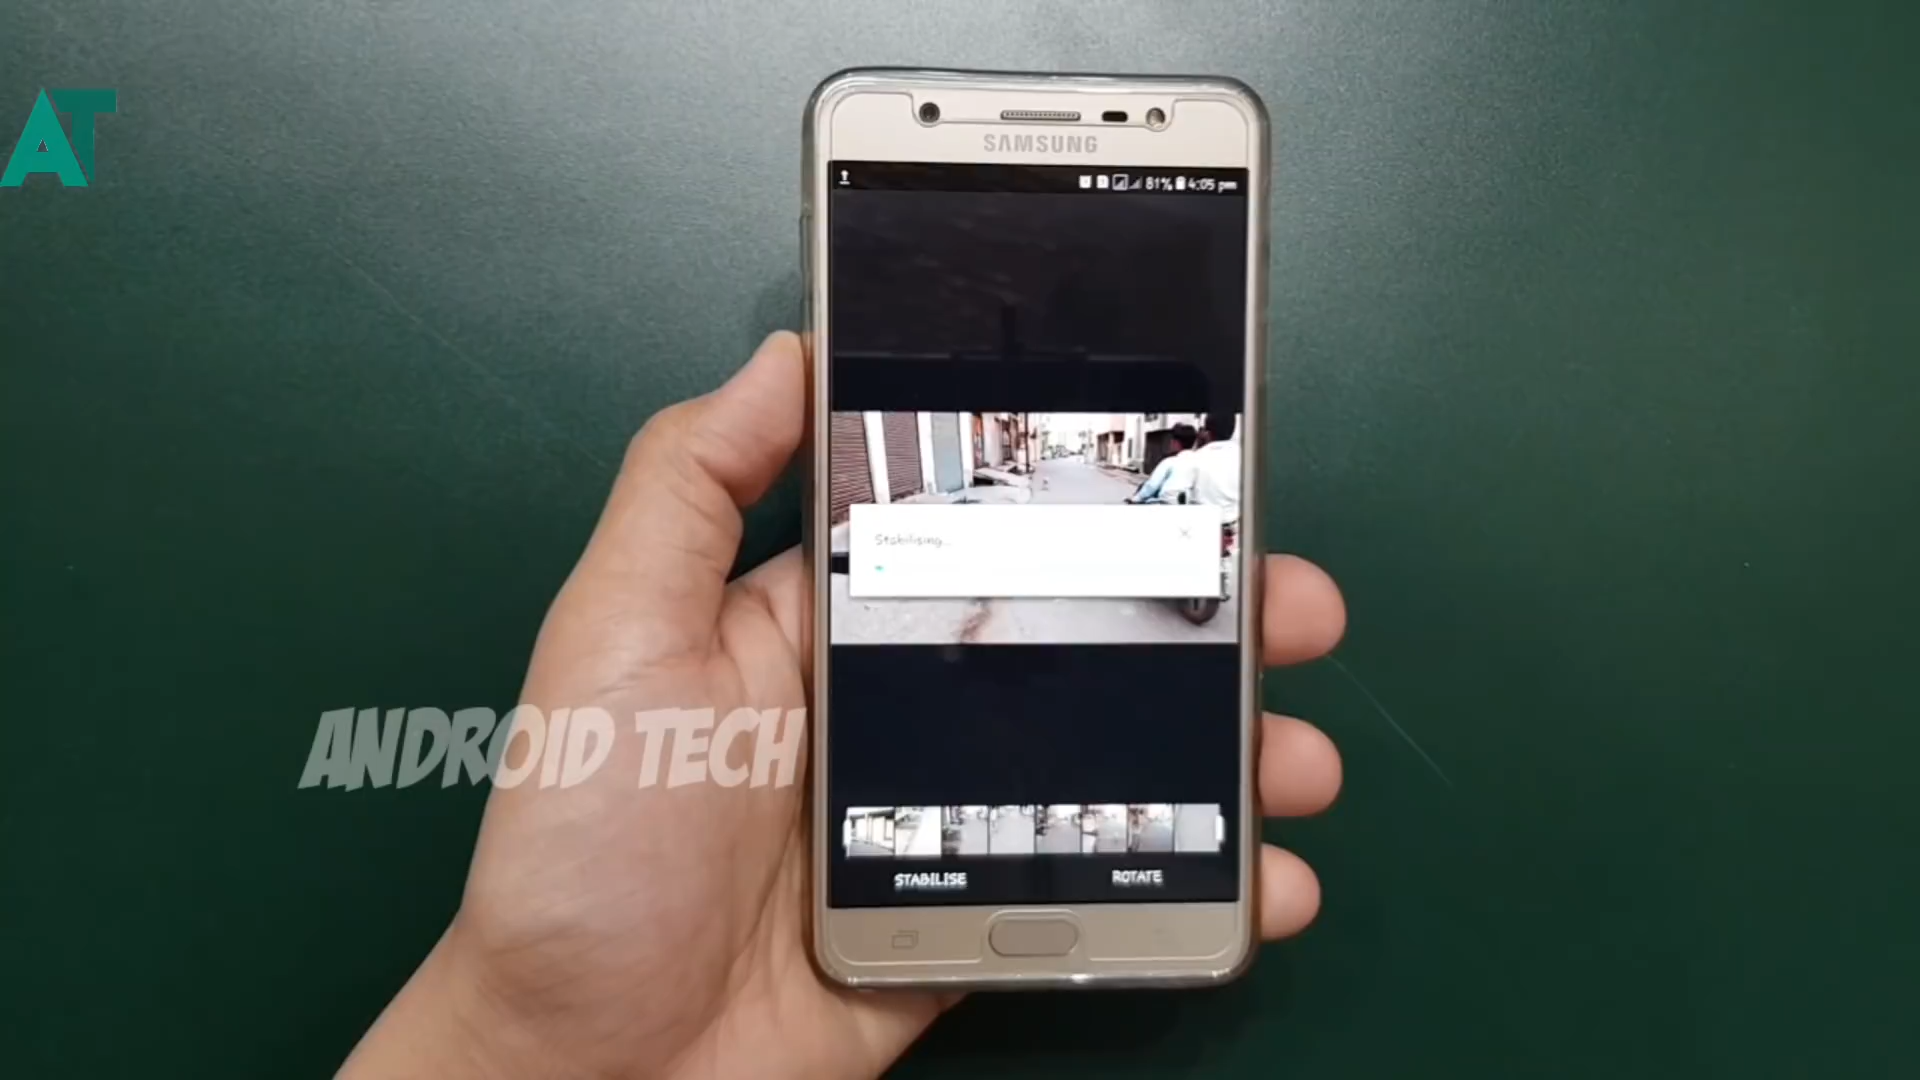 AT
SAMSUNG
81% 4:05 pm
Stabilising...
ANDROID TECH
STABILISE
ROTATE